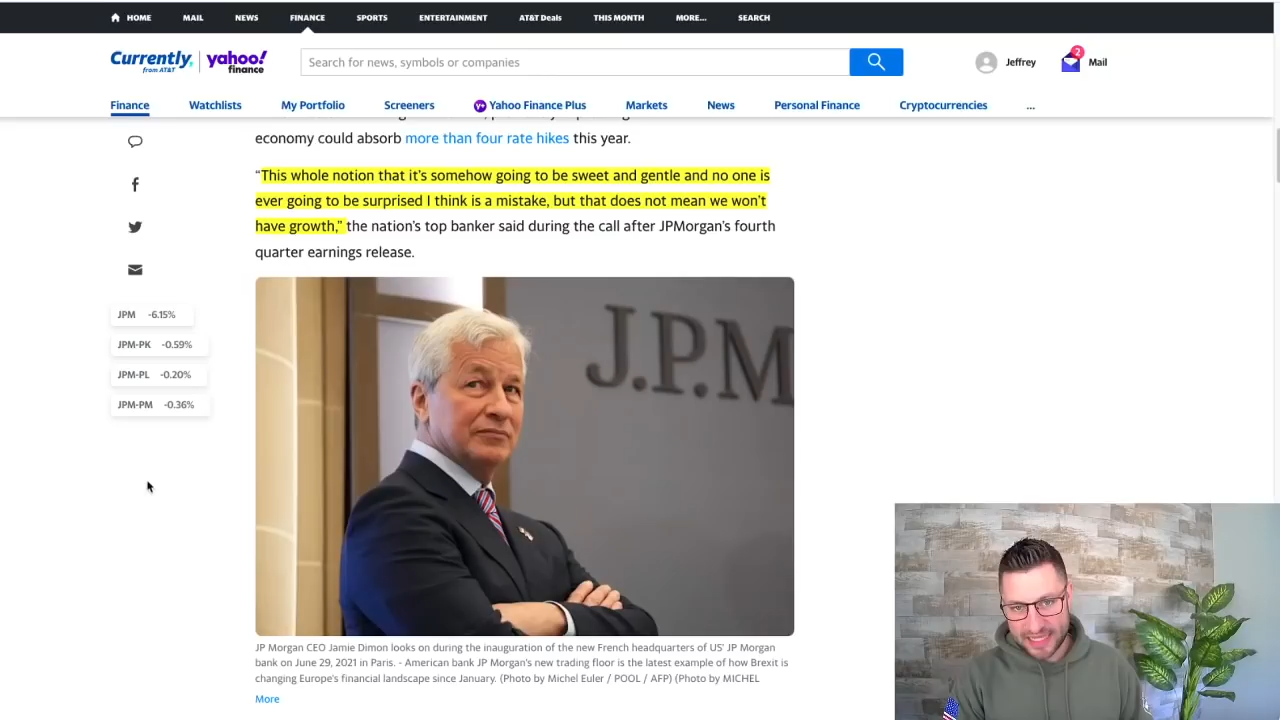 HOME MAIL NEWS FINANCE SPORTS ENTERTAINMENT AT&T Deals THIS MONTH MORE... SEARCH
Currently, from AT&T yahoo! finance Search for news, symbols or companies Jeffrey 2 Mail
Finance Watchlists My Portfolio Screeners Y+ Yahoo Finance Plus Markets News Personal Finance Cryptocurrencies ...
economy could absorb more than four rate hikes this year.
“This whole notion that it’s somehow going to be sweet and gentle and no one is
ever going to be surprised I think is a mistake, but that does not mean we won’t
have growth,” the nation’s top banker said during the call after JPMorgan’s fourth
quarter earnings release.
JPM -6.15%
JPM-PK -0.59%
JPM-PL -0.20%
JPM-PM -0.36%
J.P.M
JP Morgan CEO Jamie Dimon looks on during the inauguration of the new French headquarters of US' JP Morgan
bank on June 29, 2021 in Paris. - American bank JP Morgan's new trading floor is the latest example of how Brexit is
changing Europe's financial landscape since January. (Photo by Michel Euler / POOL / AFP) (Photo by MICHEL
More